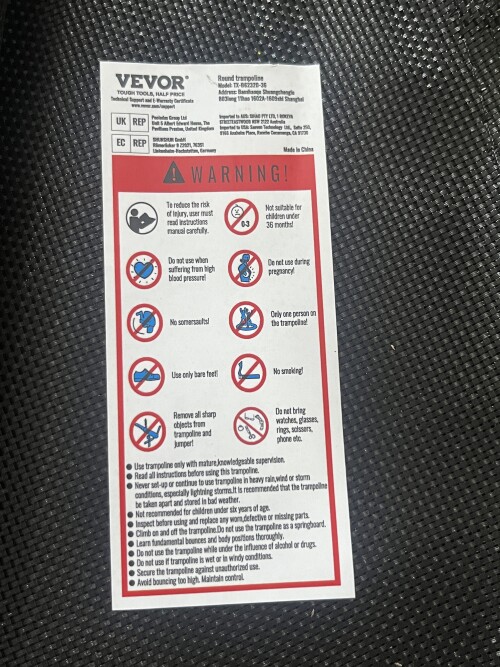 VEVOR®
TOUGH TOOLS, HALF PRICE
Technical Support and E-Warranty Certificate
www.vevor.com/support
Round trampoline
Made in China
UK REP
EC REP
WARNING!
To reduce the risk
of injury, user must
read instructions
manual carefully.
0-3
Not suitable for
children under
36 months!
Do not use when
suffering from high
blood pressure!
Do not use during
pregnancy!
No somersaults!
Only one person on
the trampoline!
Use only bare feet!
No smoking!
Remove all sharp
objects from
trampoline and
jumper!
Do not bring
watches, glasses,
rings, scissors,
phone etc.
● Use trampoline only with mature,knowledgeable supervision.
● Read all instructions before using this trampoline.
● Never set-up or continue to use trampoline in heavy rain,wind or storm
conditions, especially lightning storms.It is recommended that the trampoline
be taken apart and stored in bad weather.
● Not recommended for children under six years of age.
● Inspect before using and replace any worn,defective or missing parts.
● Climb on and off the trampoline.Do not use the trampoline as a springboard.
● Learn fundamental bounces and body positions thoroughly.
● Do not use the trampoline while under the influence of alcohol or drugs.
● Do not use if trampoline is wet or in windy conditions.
● Secure the trampoline against unauthorized use.
● Avoid bouncing too high. Maintain control.